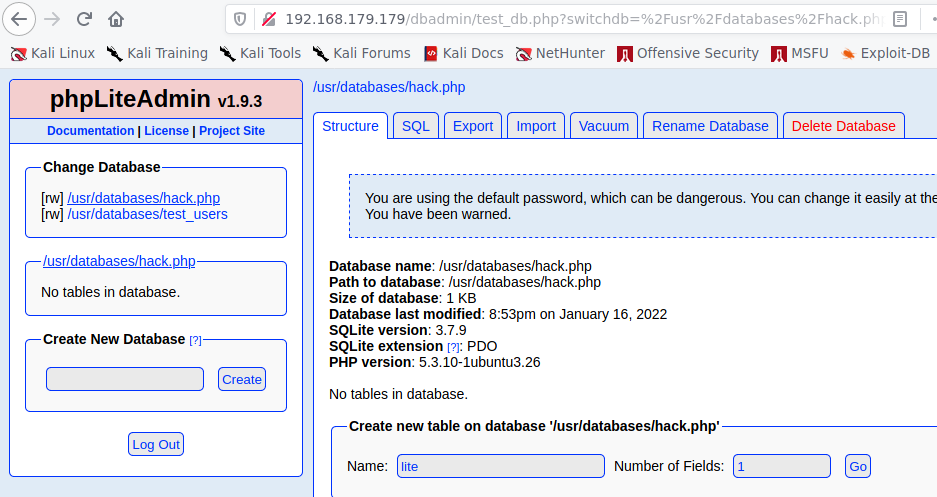 192.168.179.179/dbadmin/test_db.php?switchdb=%2Fusr%2Fdatabases%2Fhack.ph
Kali Linux Kali Training Kali Tools Kali Forums Kali Docs NetHunter Offensive Security MSFU Exploit-DB
phpLiteAdmin v1.9.3
Documentation | License | Project Site
Change Database
[rw] /usr/databases/hack.php
[rw] /usr/databases/test_users
/usr/databases/hack.php
No tables in database.
Create New Database [?]
Create
Log Out
/usr/databases/hack.php
Structure SQL Export Import Vacuum Rename Database Delete Database
You are using the default password, which can be dangerous. You can change it easily at the
You have been warned.
Database name: /usr/databases/hack.php
Path to database: /usr/databases/hack.php
Size of database: 1 KB
Database last modified: 8:53pm on January 16, 2022
SQLite version: 3.7.9
SQLite extension [?]: PDO
PHP version: 5.3.10-1ubuntu3.26
No tables in database.
Create new table on database '/usr/databases/hack.php'
Name: lite Number of Fields: 1 Go